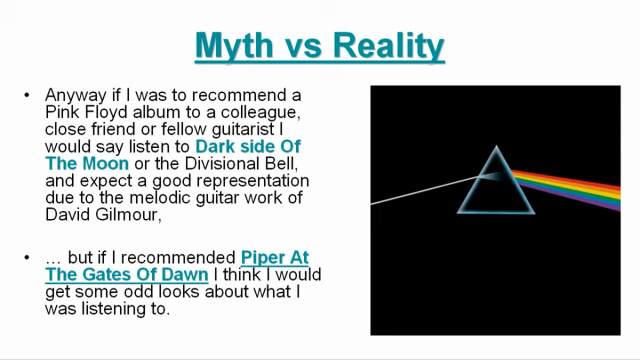 Myth vs Reality
• Anyway if I was to recommend a
Pink Floyd album to a colleague,
close friend or fellow guitarist I
would say listen to Dark side Of
The Moon or the Divisional Bell,
and expect a good representation
due to the melodic guitar work of
David Gilmour,
• … but if I recommended Piper At
The Gates Of Dawn I think I would
get some odd looks about what I
was listening to.